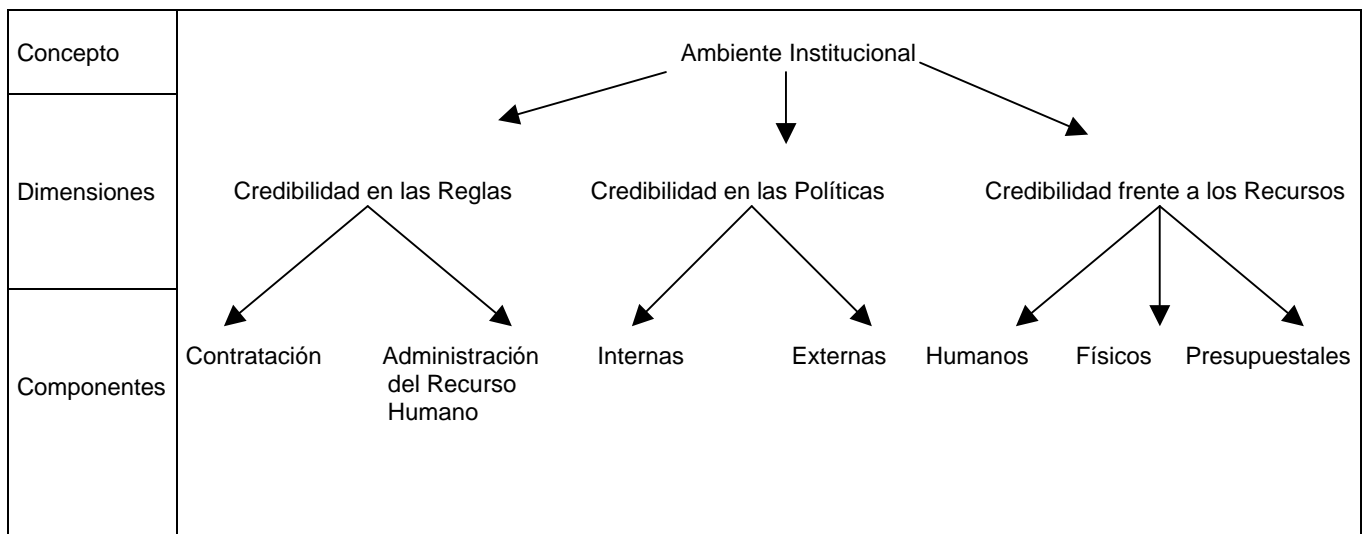 Concepto
Ambiente Institucional
Dimensiones
Credibilidad en las Reglas
Credibilidad en las Políticas
Credibilidad frente a los Recursos
Componentes
Contratación
Administración
del Recurso
Humano
Internas
Externas
Humanos
Físicos
Presupuestales